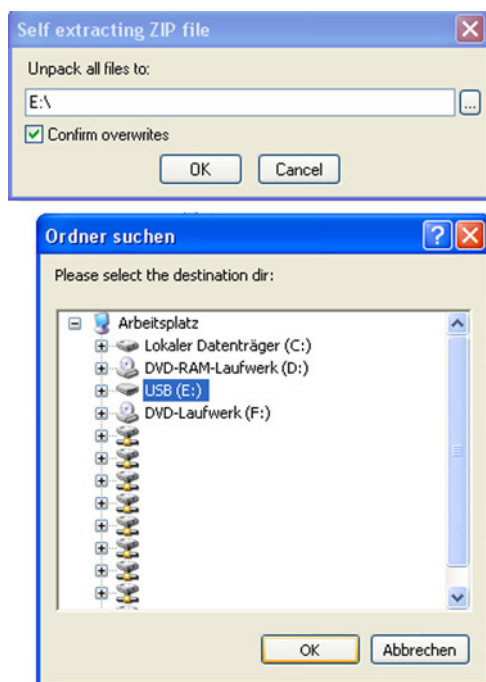 Self extracting ZIP file
Unpack all files to:
E:\
...
Confirm overwrites
OK Cancel
Ordner suchen
Please select the destination dir:
Arbeitsplatz
Lokaler Datenträger (C:)
DVD-RAM-Laufwerk (D:)
USB (E:)
DVD-Laufwerk (F:)
OK Abbrechen